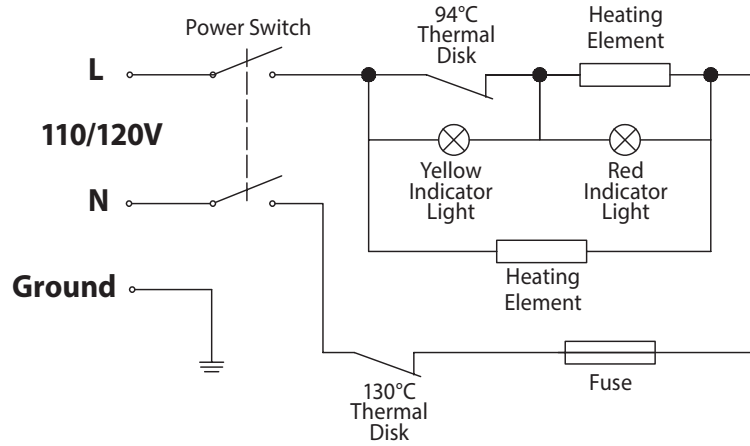 Power Switch
94°C
Thermal
Disk
Heating
Element
L
110/120V
Yellow
Indicator
Light
Red
Indicator
Light
N
Heating
Element
Ground
130°C
Thermal
Disk
Fuse